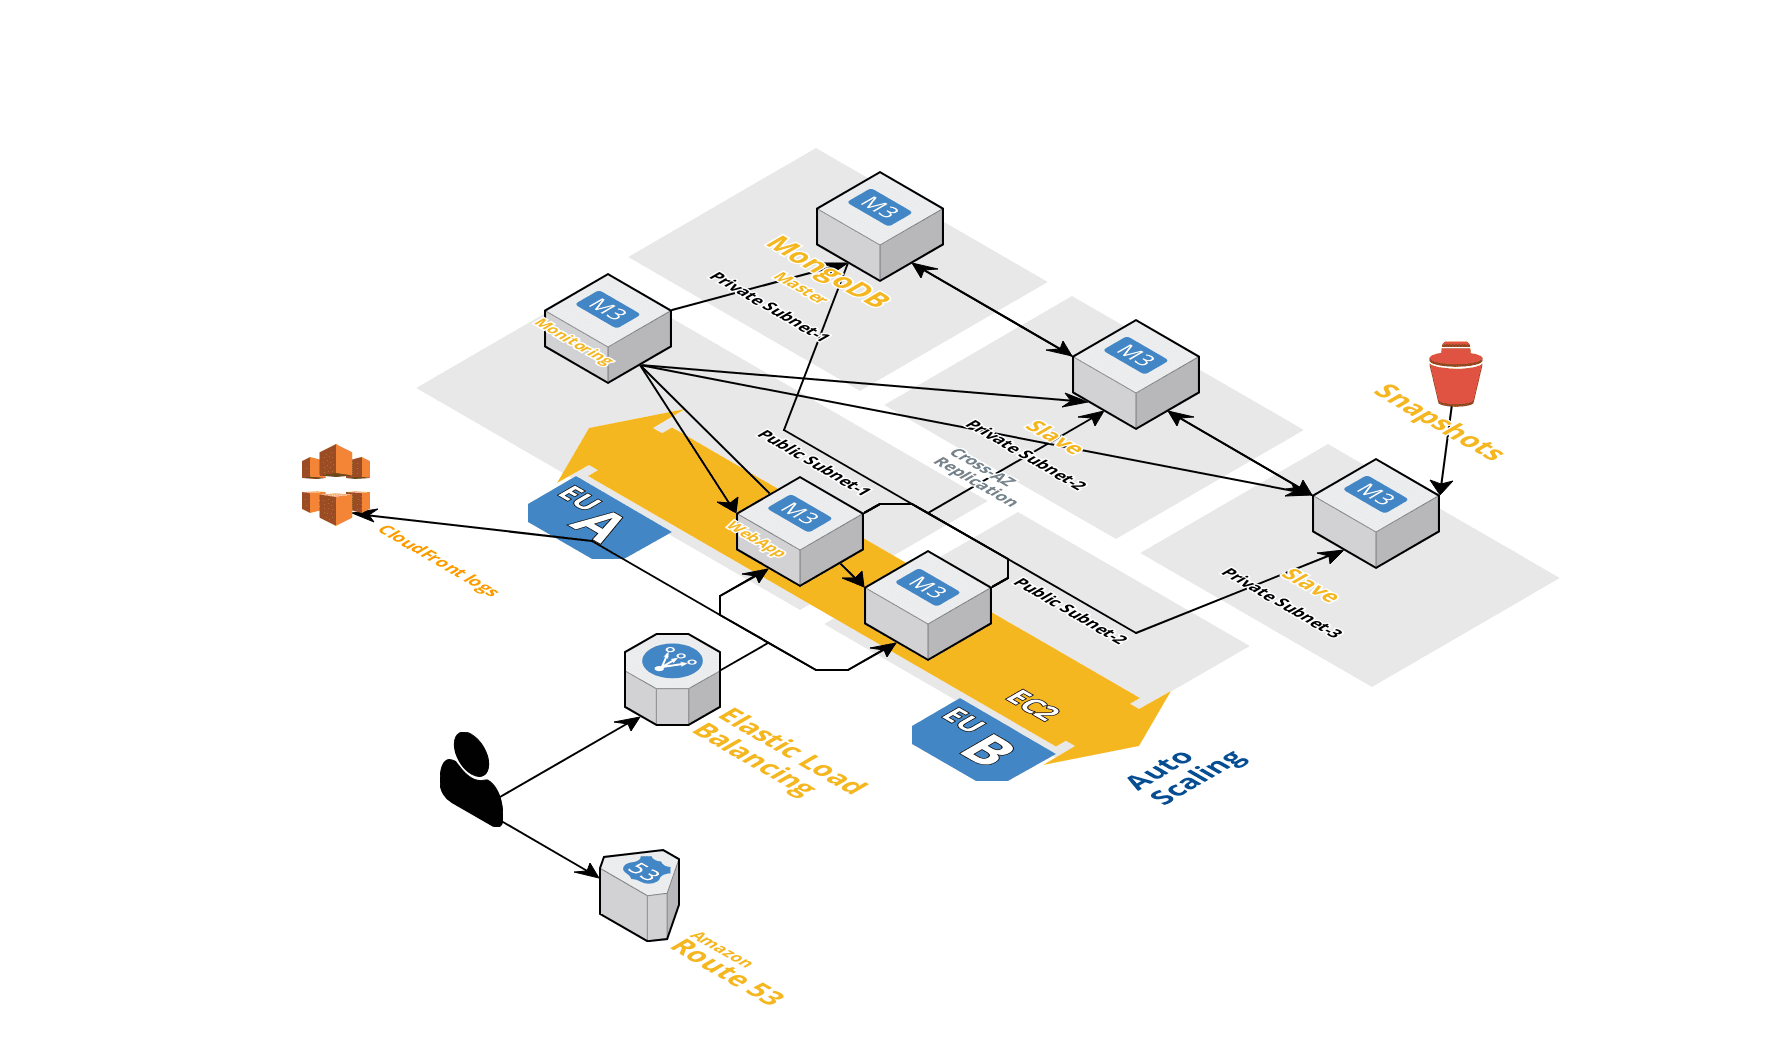 M3
MongoDB
Master
Private Subnet-1
M3
Monitoring
M3
Slave
Private Subnet-2
Cross-AZ
Replication
Snapshots
M3
Slave
Private Subnet-3
Public Subnet-1
M3
WebApp
M3
Public Subnet-2
EU
A
CloudFront logs
EC2
EU
B
Auto
Scaling
Elastic Load
Balancing
53
Amazon
Route 53